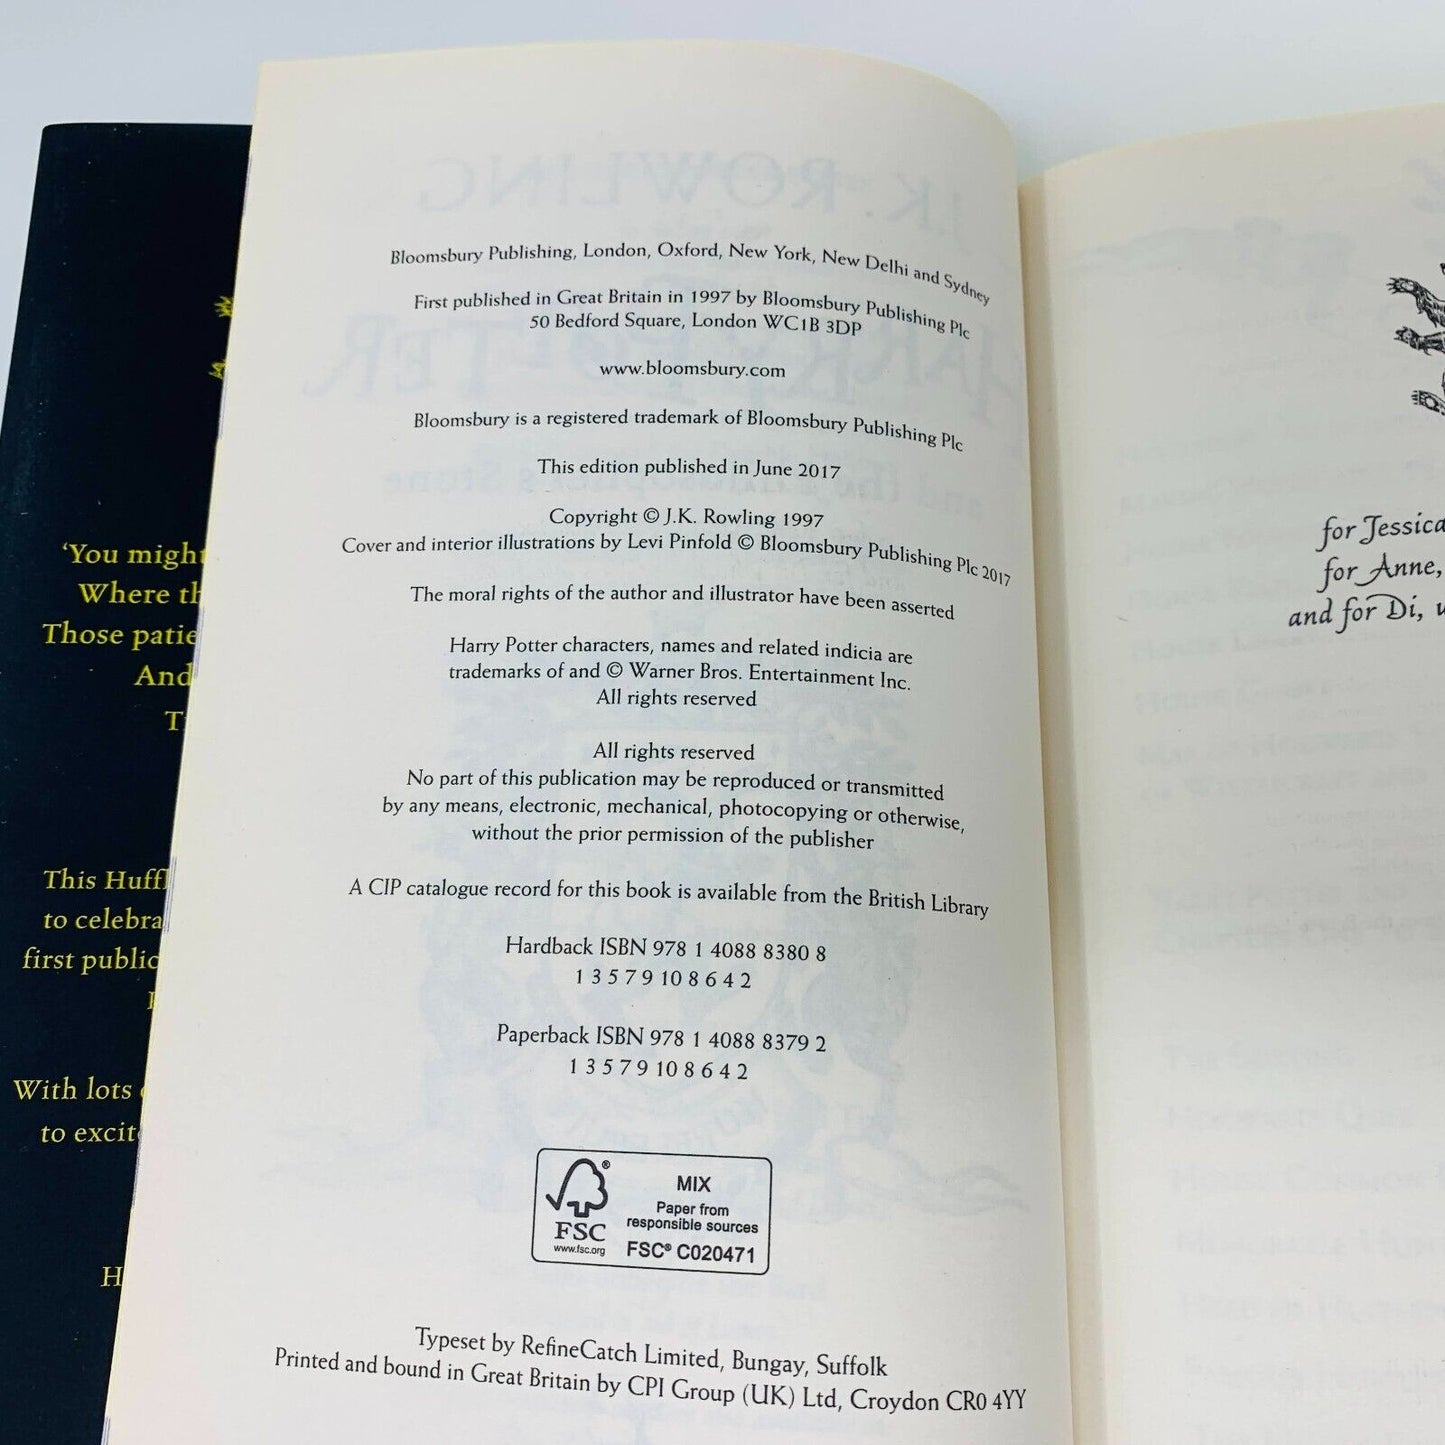 ‘You might
Where th
Those patie
And
This Huffl
to celebra
first public
With lots
to excit
H
Bloomsbury Publishing, London, Oxford, New York, New Delhi and Sydney
First published in Great Britain in 1997 by Bloomsbury Publishing Plc
50 Bedford Square, London WC1B 3DP
www.bloomsbury.com
Bloomsbury is a registered trademark of Bloomsbury Publishing Plc
This edition published in June 2017
Copyright © J.K. Rowling 1997
Cover and interior illustrations by Levi Pinfold © Bloomsbury Publishing Plc 2017
The moral rights of the author and illustrator have been asserted
Harry Potter characters, names and related indicia are
trademarks of and © Warner Bros. Entertainment Inc.
All rights reserved
All rights reserved
No part of this publication may be reproduced or transmitted
by any means, electronic, mechanical, photocopying or otherwise,
without the prior permission of the publisher
A CIP catalogue record for this book is available from the British Library
Hardback ISBN 978 1 4088 8380 8
1 3 5 7 9 10 8 6 4 2
Paperback ISBN 978 1 4088 8379 2
1 3 5 7 9 10 8 6 4 2
FSC
www.fsc.org
MIX
Paper from
responsible sources
FSC® C020471
Typeset by RefineCatch Limited, Bungay, Suffolk
Printed and bound in Great Britain by CPI Group (UK) Ltd, Croydon CR0 4YY
for Jessica
for Anne,
and for Di,